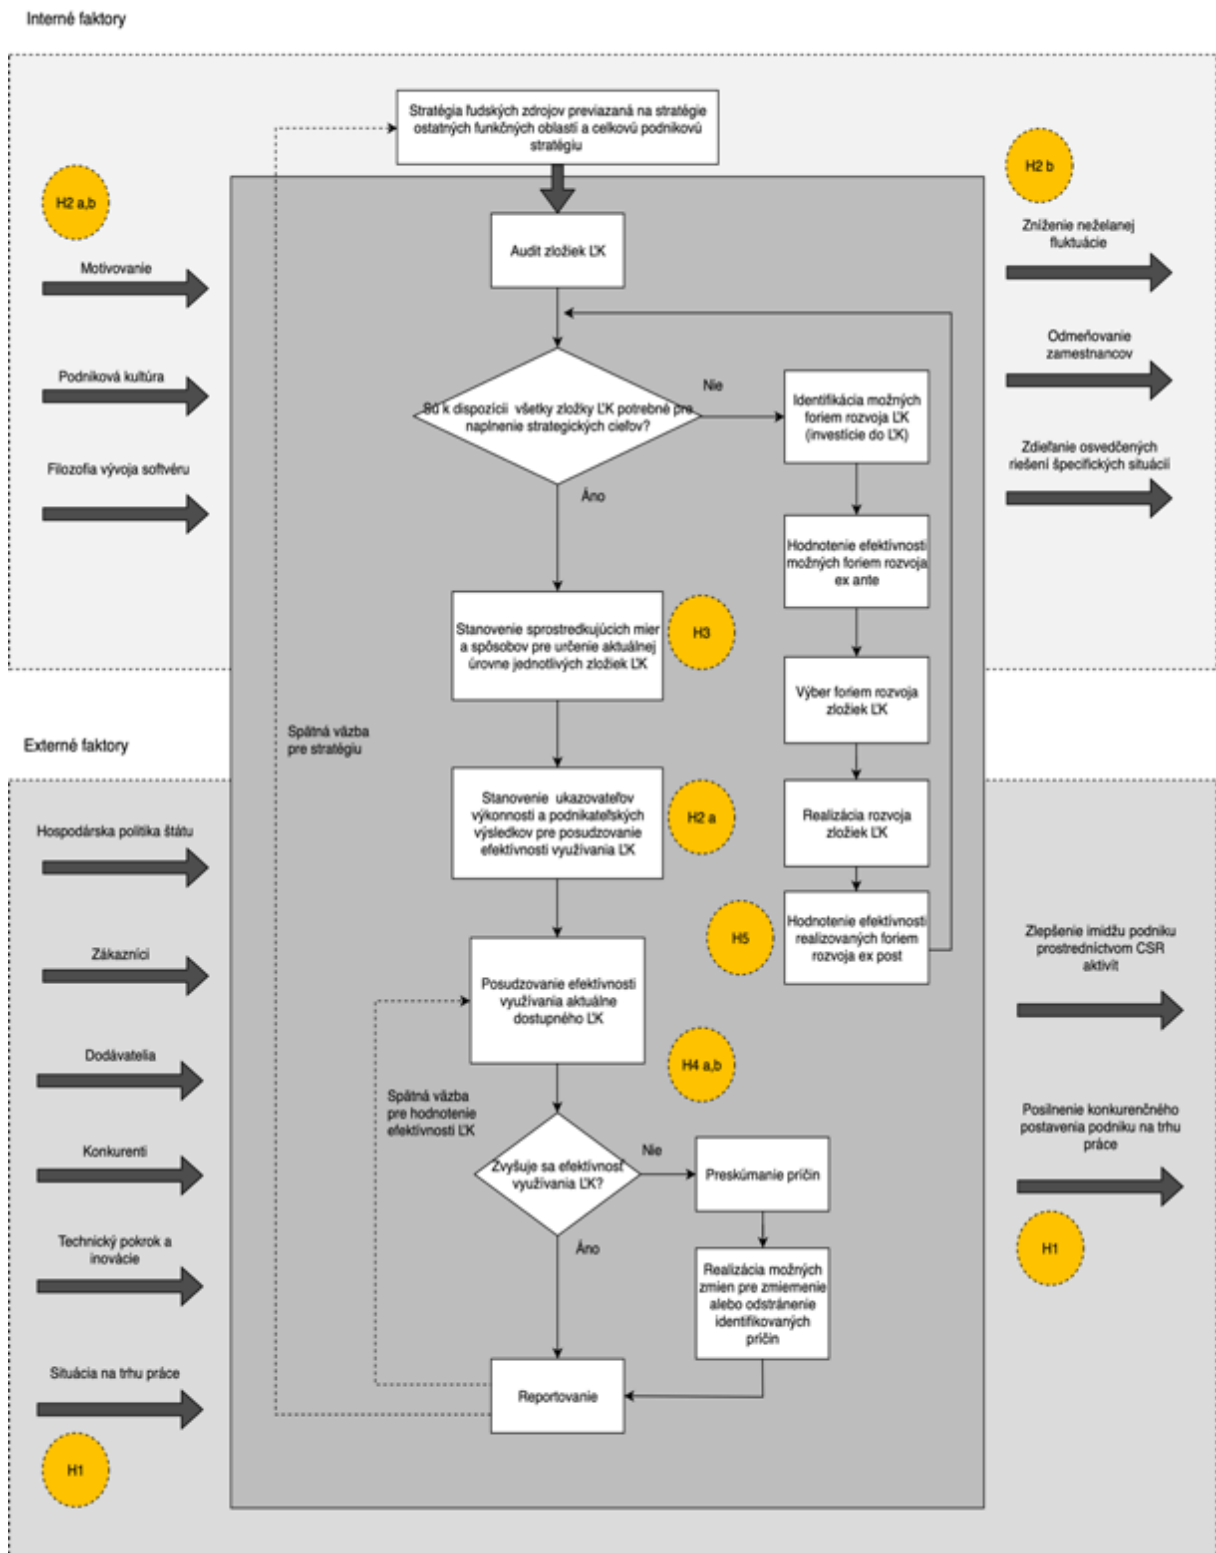 Interné faktory
Stratégia ľudských zdrojov previazaná na stratégie
ostatných funkčných oblastí a celkovú podnikovú
stratégiu
H2 a,b
Motivovanie
Podniková kultúra
Filozofia vývoja softvéru
Audit zložiek ĽK
Sú k dispozícii všetky zložky ĽK potrebné pre
naplnenie strategických cieľov?
Nie
Áno
Identifikácia možných
foriem rozvoja ĽK
(investície do ĽK)
Hodnotenie efektívnosti
možných foriem rozvoja
ex ante
Výber foriem rozvoja
zložiek ĽK
Realizácia rozvoja
zložiek ĽK
Hodnotenie efektívnosti
realizovaných foriem
rozvoja ex post
H5
H2 b
Zníženie neželanej
fluktuácie
Odmeňovanie
zamestnancov
Zdieľanie osvedčených
riešení špecifických situácií
Stanovenie sprostredkujúcich mier
a spôsobov pre určenie aktuálnej
úrovne jednotlivých zložiek ĽK
H3
Spätná väzba
pre stratégiu
Stanovenie ukazovateľov
výkonnosti a podnikateľských
výsledkov pre posudzovanie
efektívnosti využívania ĽK
H2 a
Posudzovanie efektívnosti
využívania aktuálne
dostupného ĽK
H4 a,b
Spätná väzba
pre hodnotenie
efektívnosti ĽK
Zvyšuje sa efektívnosť
využívania ĽK?
Nie
Áno
Preskúmanie príčin
Realizácia možných
zmien pre zmiernenie
alebo odstránenie
identifikovaných
príčin
Reportovanie
Externé faktory
Hospodárska politika štátu
Zákazníci
Dodávatelia
Konkurenti
Technický pokrok a
inovácie
Situácia na trhu práce
H1
Zlepšenie imidžu podniku
prostredníctvom CSR
aktivít
Posilnenie konkurenčného
postavenia podniku na trhu
práce
H1